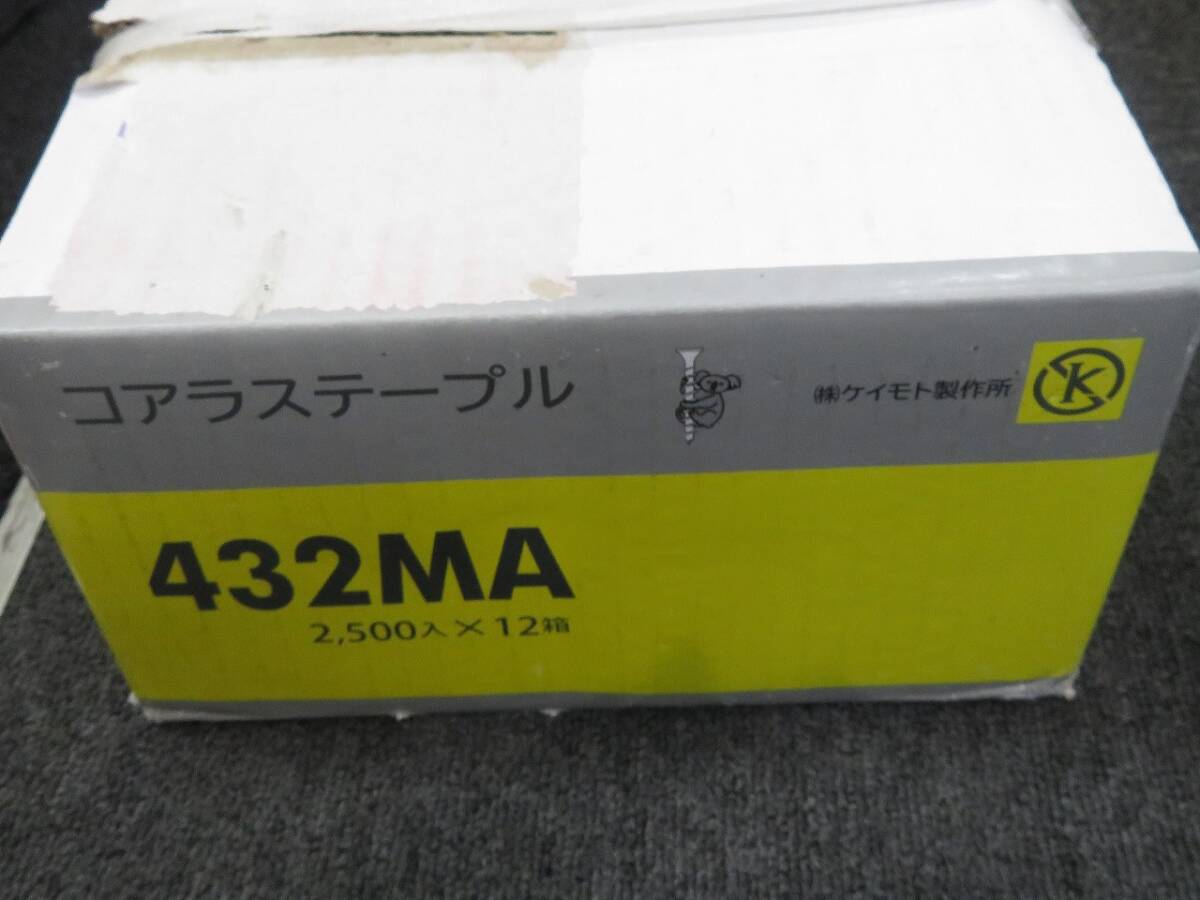 コアラステープル
㈱ケイモト製作所
K
432MA
2,500入×12箱